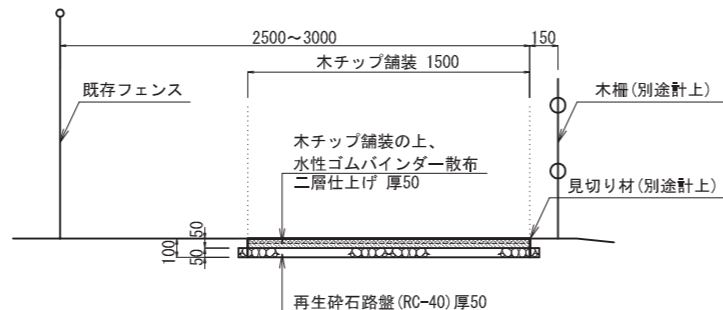 2500～3000
150
木チップ舗装 1500
既存フェンス
木柵(別途計上)
木チップ舗装の上、
水性ゴムバインダー散布
二層仕上げ 厚50
見切り材(別途計上)
50
100
50
再生砕石路盤(RC-40)厚50